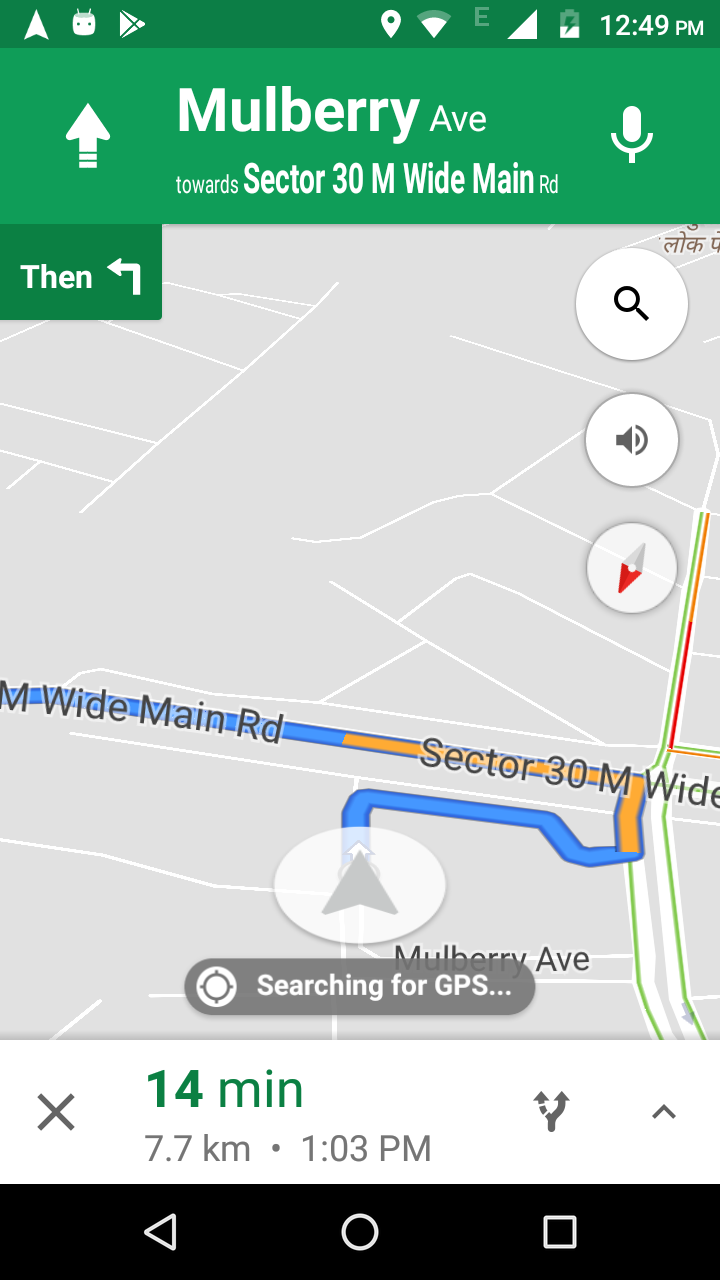 E 12:49 PM
Mulberry Ave
towards Sector 30 M Wide Main Rd
Then
लोक
M Wide Main Rd
Sector 30 M Wide
Mulberry Ave
Searching for GPS...
14 min
7.7 km • 1:03 PM